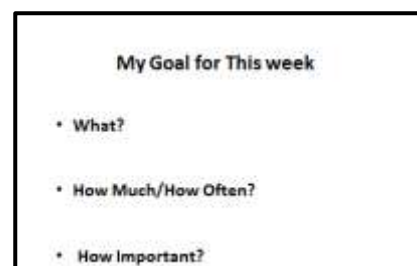 My Goal for This week
• What?
• How Much/How Often?
• How Important?